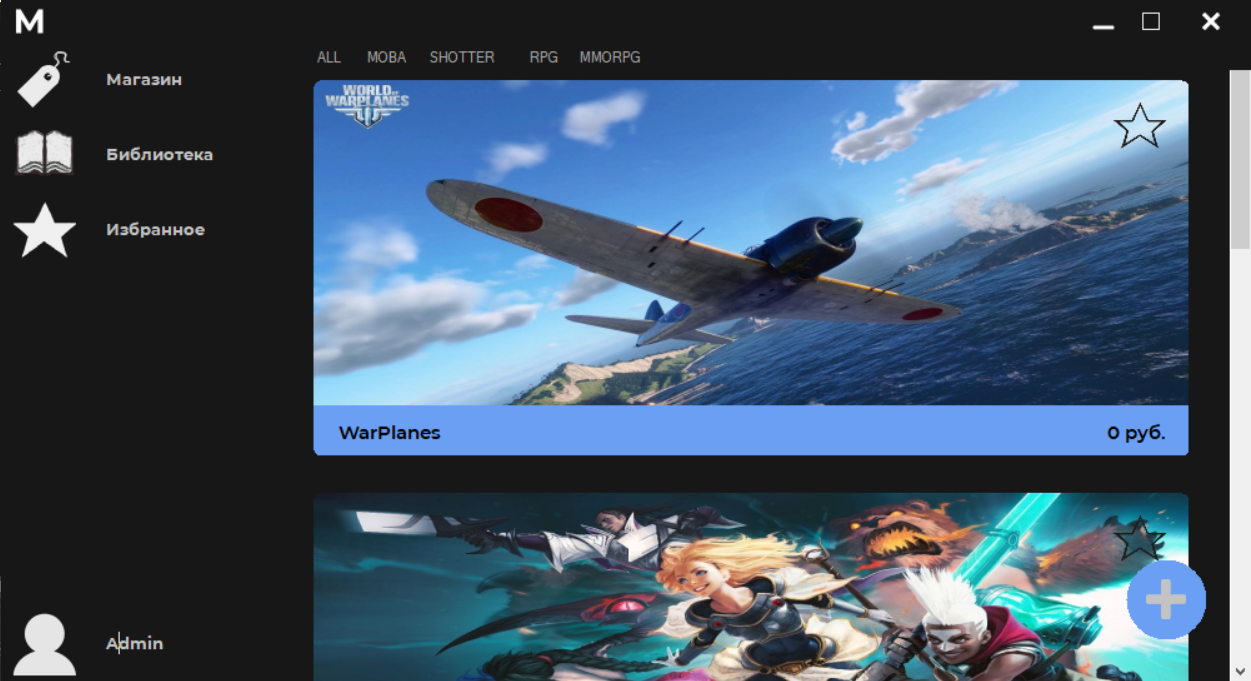 M
ALL MOBA SHOTTER RPG MMORPG
Магазин
Библиотека
Избранное
WORLD OF
WARPLANES
WarPlanes
0 руб.
Admin